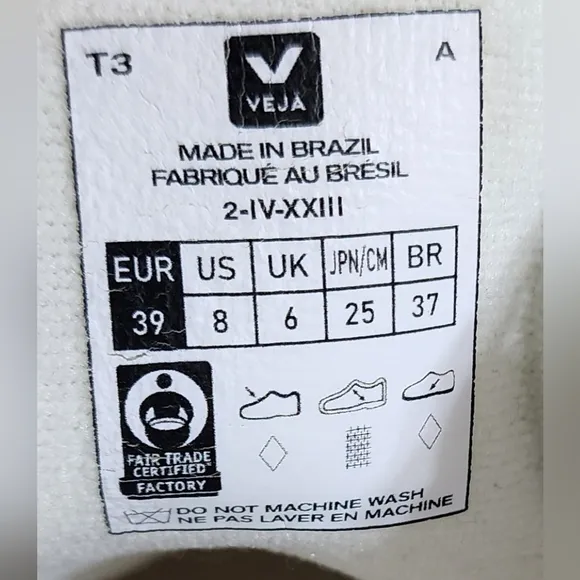 T3 A
VEJA
MADE IN BRAZIL
FABRIQUÉ AU BRÉSIL
2-IV-XXIII
EUR US UK JPN/CM BR
39 8 6 25 37
FAIR TRADE
CERTIFIED
FACTORY
DO NOT MACHINE WASH
NE PAS LAVER EN MACHINE